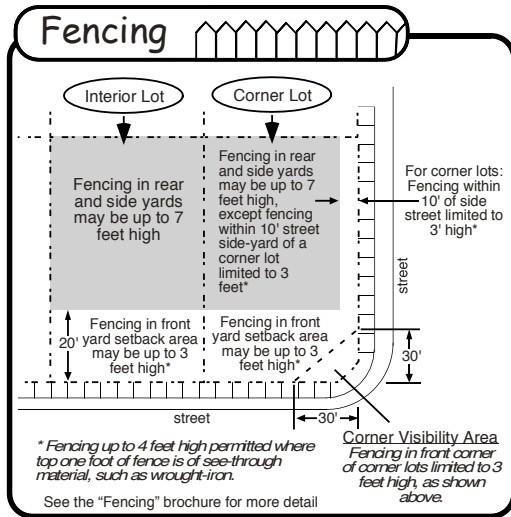 Fencing
Interior Lot
Corner Lot
Fencing in rear
and side yards
may be up to 7
feet high
Fencing in rear
and side yards
may be up to 7
feet high,
except fencing
within 10' street
side-yard of a
corner lot
limited to 3
feet*
For corner lots:
Fencing within
10' of side
street limited to
3' high*
street
20'
Fencing in front
yard setback area
may be up to 3
feet high*
Fencing in front
yard setback area
may be up to 3
feet high*
30'
street
30'
* Fencing up to 4 feet high permitted where
top one foot of fence is of see-through
material, such as wrought-iron.
See the “Fencing” brochure for more detail
Corner Visibility Area
Fencing in front corner
of corner lots limited to 3
feet high, as shown
above.